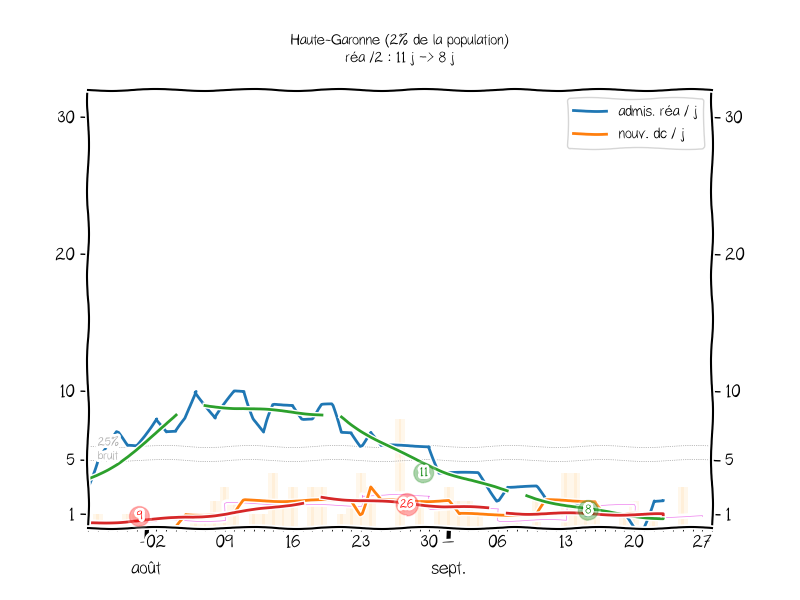 Haute-Garonne (2% de la population)
réa /2 : 11 j -> 8 j
admis. réa / j
nouv. dc / j
30 30
20 20
10 10
25%
bruit
5 5
11
26
9
8
1 1
02 09 16 23 30 06 13 20 27
août sept.